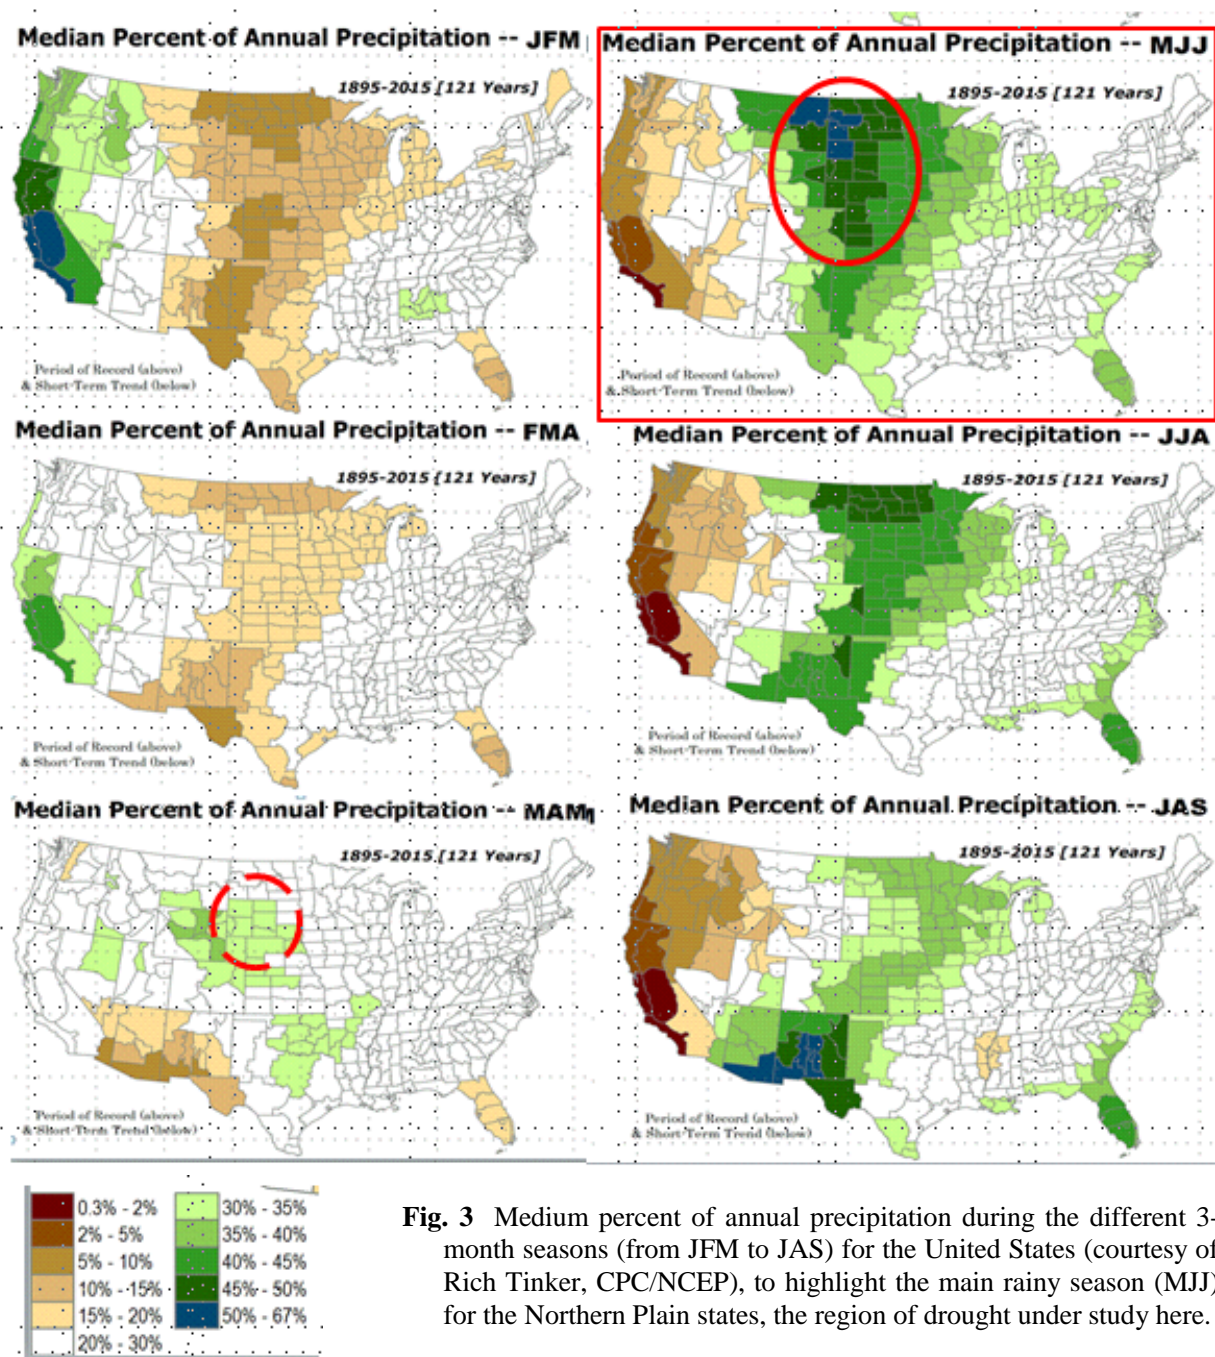 Median Percent of Annual Precipitation -- JFM
1895-2015 [121 Years]
Period of Record (above)
& Short-Term Trend (below)
Median Percent of Annual Precipitation -- MJJ
1895-2015 [121 Years]
Period of Record (above)
& Short-Term Trend (below)
Median Percent of Annual Precipitation -- FMA
1895-2015 [121 Years]
Period of Record (above)
& Short-Term Trend (below)
Median Percent of Annual Precipitation -- JJA
1895-2015 [121 Years]
Period of Record (above)
& Short-Term Trend (below)
Median Percent of Annual Precipitation -- MAM
1895-2015 [121 Years]
Period of Record (above)
& Short-Term Trend (below)
Median Percent of Annual Precipitation -- JAS
1895-2015 [121 Years]
Period of Record (above)
& Short-Term Trend (below)
0.3% - 2%
2% - 5%
5% - 10%
10% - 15%
15% - 20%
20% - 30%
30% - 35%
35% - 40%
40% - 45%
45% - 50%
50% - 67%
Fig. 3 Medium percent of annual precipitation during the different 3-
month seasons (from JFM to JAS) for the United States (courtesy of
Rich Tinker, CPC/NCEP), to highlight the main rainy season (MJJ)
for the Northern Plain states, the region of drought under study here.